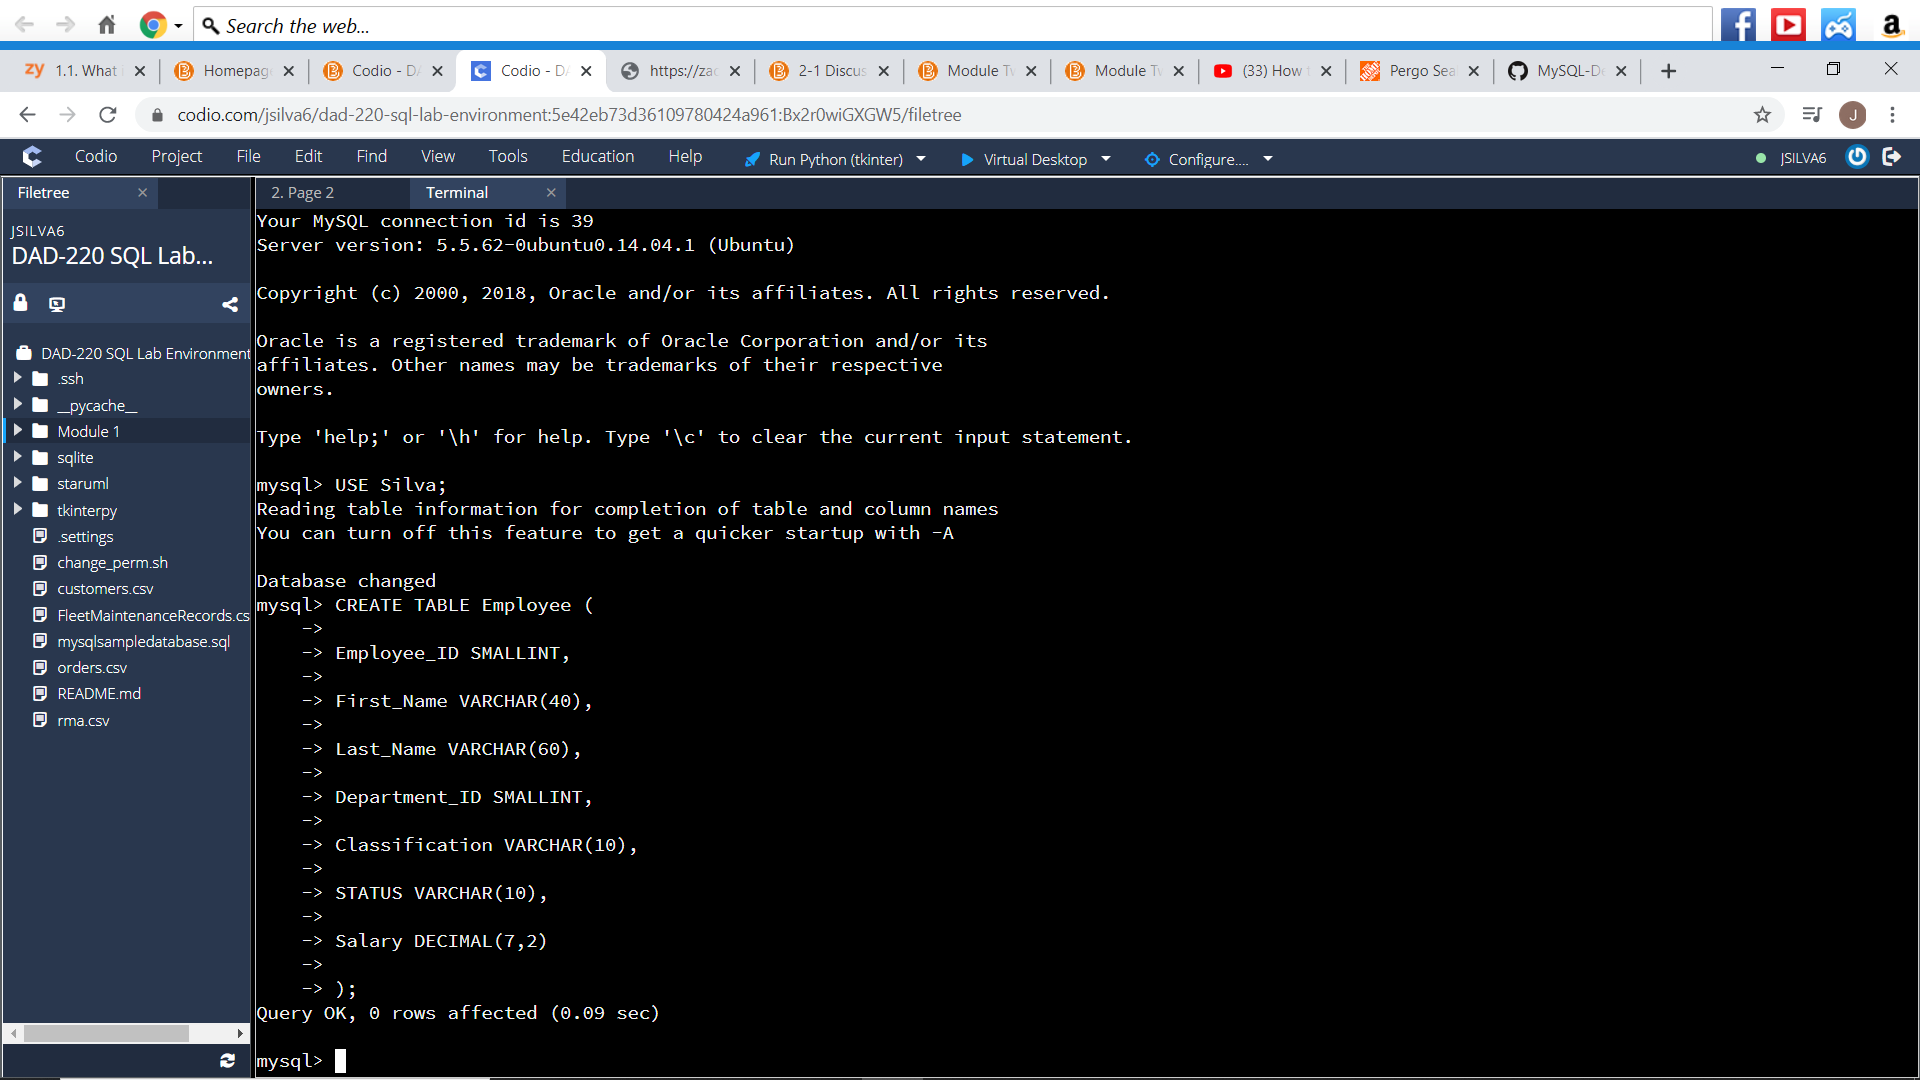 Search the web...
zy 1.1. What
Homepag
Codio - DA
Codio - DA
https://zac
2-1 Discus
Module Tw
Module Tw
(33) How
Pergo Seal
MySQL-De
codio.com/jsilva6/dad-220-sql-lab-environment:5e42eb73d36109780424a961:Bx2r0wiGXGW5/filetree
J
Codio Project File Edit Find View Tools Education Help Run Python (tkinter) Virtual Desktop Configure.... JSILVA6
Filetree
2. Page 2
Terminal
JSILVA6
DAD-220 SQL Lab...
DAD-220 SQL Lab Environment
.ssh
__pycache__
Module 1
sqlite
staruml
tkinterpy
.settings
change_perm.sh
customers.csv
FleetMaintenanceRecords.cs
mysqlsampledatabase.sql
orders.csv
README.md
rma.csv
Your MySQL connection id is 39
Server version: 5.5.62-0ubuntu0.14.04.1 (Ubuntu)
Copyright (c) 2000, 2018, Oracle and/or its affiliates. All rights reserved.
Oracle is a registered trademark of Oracle Corporation and/or its
affiliates. Other names may be trademarks of their respective
owners.
Type 'help;' or '\h' for help. Type '\c' to clear the current input statement.
mysql> USE Silva;
Reading table information for completion of table and column names
You can turn off this feature to get a quicker startup with -A
Database changed
mysql> CREATE TABLE Employee (
->
-> Employee_ID SMALLINT,
->
-> First_Name VARCHAR(40),
->
-> Last_Name VARCHAR(60),
->
-> Department_ID SMALLINT,
->
-> Classification VARCHAR(10),
->
-> STATUS VARCHAR(10),
->
-> Salary DECIMAL(7,2)
->
-> );
Query OK, 0 rows affected (0.09 sec)
mysql>